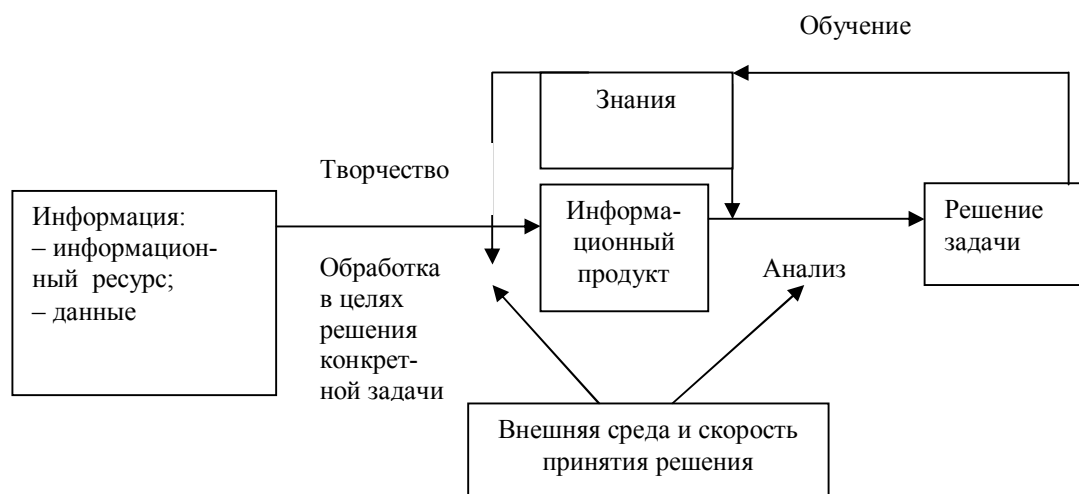 Обучение
Знания
Творчество
Информация:
– информацион-
ный ресурс;
– данные
Информа-
ционный
продукт
Решение
задачи
Обработка
в целях
решения
конкрет-
ной задачи
Анализ
Внешняя среда и скорость
принятия решения